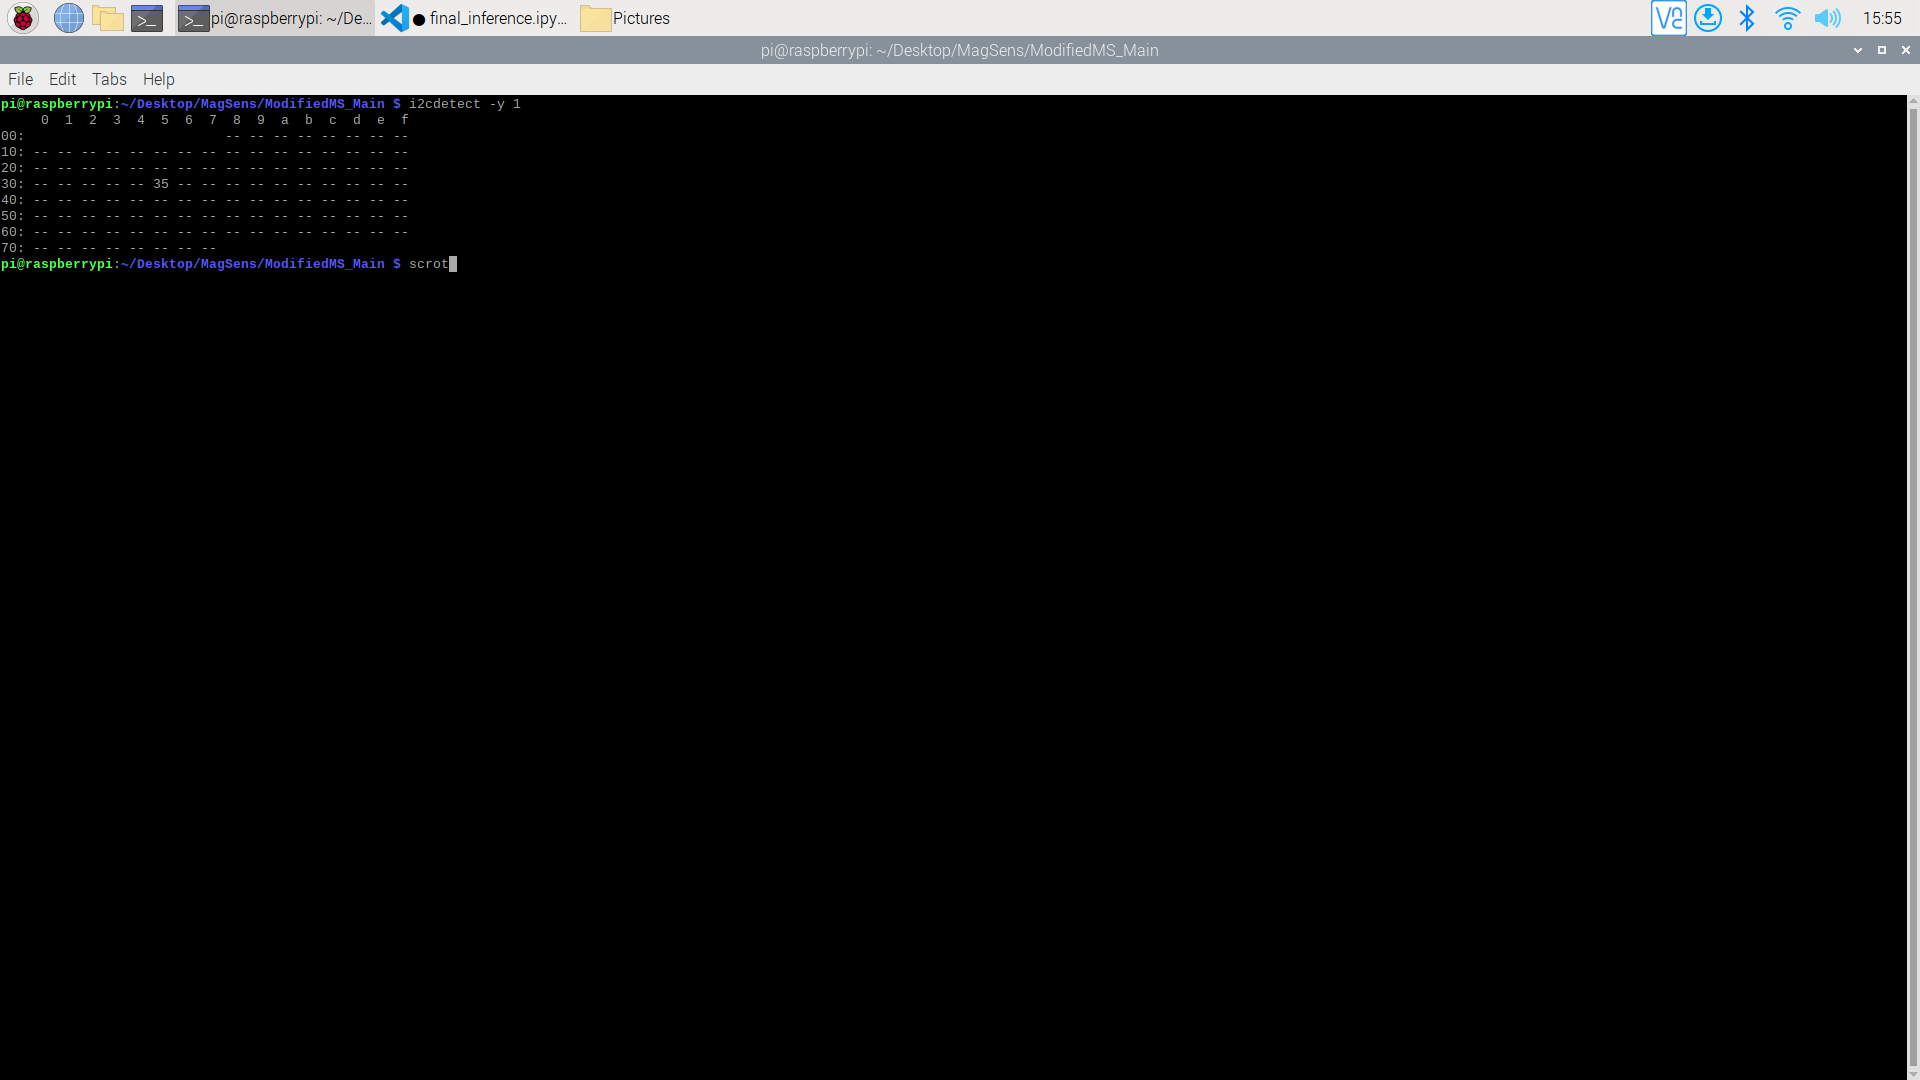 pi@raspberrypi: ~/De... final_inference.ipy... Pictures 15:55
pi@raspberrypi: ~/Desktop/MagSens/ModifiedMS_Main
File Edit Tabs Help
pi@raspberrypi:~/Desktop/MagSens/ModifiedMS_Main $ i2cdetect -y 1
     0  1  2  3  4  5  6  7  8  9  a  b  c  d  e  f
00:                         -- -- -- -- -- -- -- --
10: -- -- -- -- -- -- -- -- -- -- -- -- -- -- -- --
20: -- -- -- -- -- -- -- -- -- -- -- -- -- -- -- --
30: -- -- -- -- -- 35 -- -- -- -- -- -- -- -- -- --
40: -- -- -- -- -- -- -- -- -- -- -- -- -- -- -- --
50: -- -- -- -- -- -- -- -- -- -- -- -- -- -- -- --
60: -- -- -- -- -- -- -- -- -- -- -- -- -- -- -- --
70: -- -- -- -- -- -- -- --
pi@raspberrypi:~/Desktop/MagSens/ModifiedMS_Main $ scrot